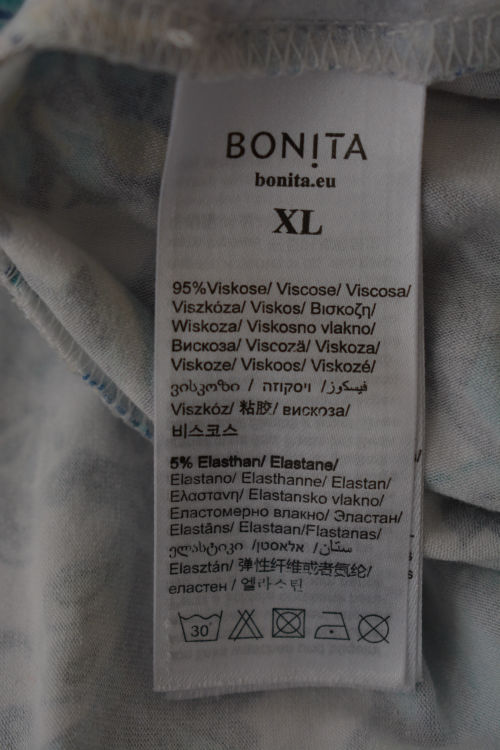 BONiTA
bonita.eu
XL
95%Viskose/ Viscose/ Viscosa/
Viszkóza/ Viskos/ Βισκοζη/
Wiskoza/ Viskosno vlakno/
Вискоза/ Viscoză/ Viskoza/
Viskoze/ Viskoos/ Viskozé/
ვისკოზი / ויסקוזה /فيسكوز
Viszkóz/ 粘胶/ вискоза/
비스코스
5% Elasthan/ Elastane/
Elastano/ Elasthanne/ Elastan/
Ελαστανη/ Elastansko vlakno/
Еластомерно влакно/ Эластан/
Elastāns/ Elastaan/Elastanas/
ელასტიკი /אלאסטן /ستان
Elasztán/ 弹性纤维或者氨纶/
еластен / 엘라스틴
30°